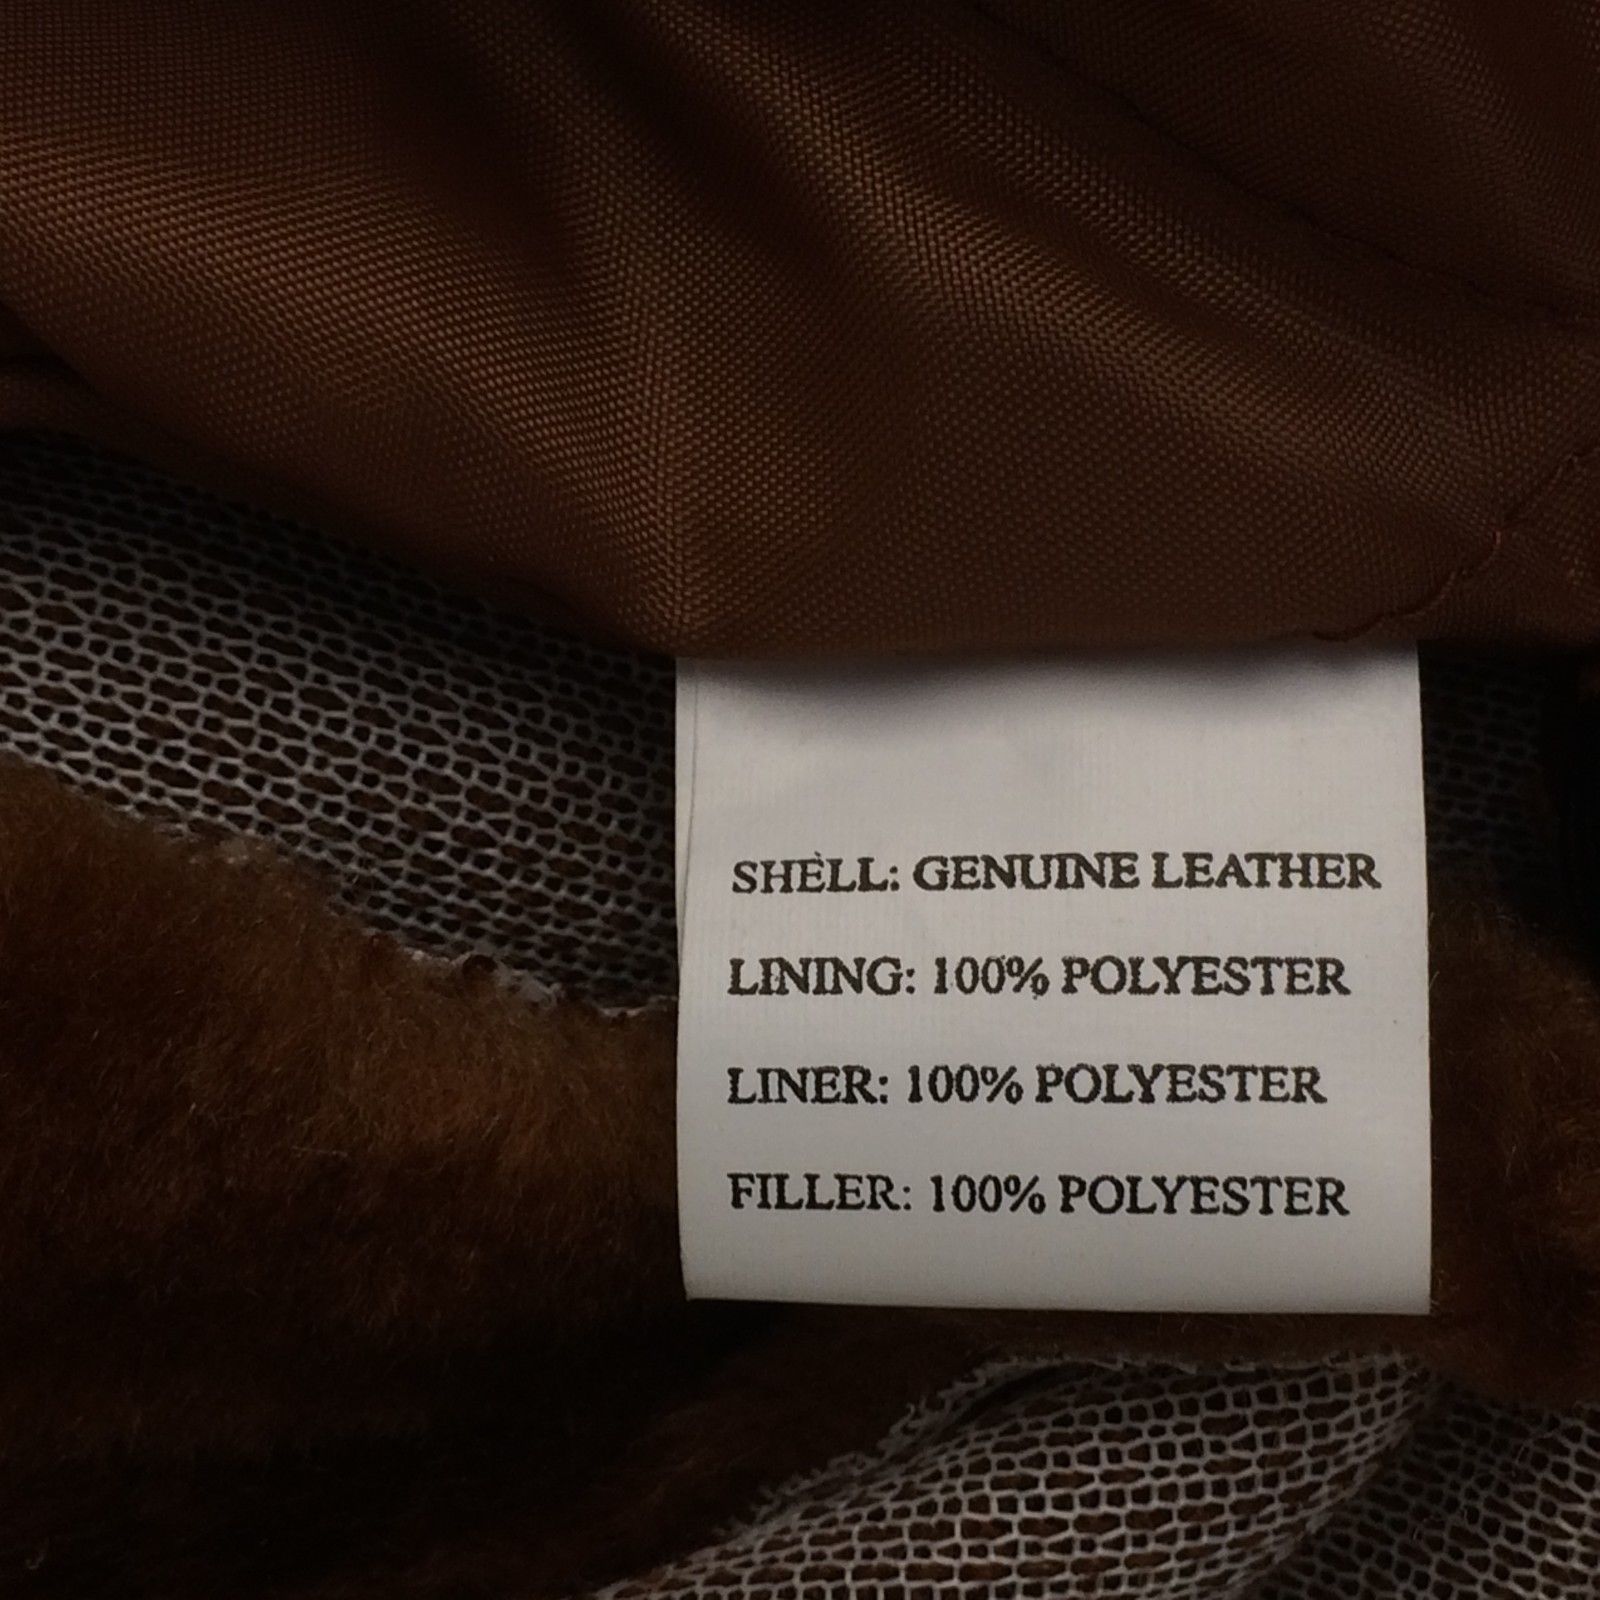 SHELL: GENUINE LEATHER
LINING: 100% POLYESTER
LINER: 100% POLYESTER
FILLER: 100% POLYESTER